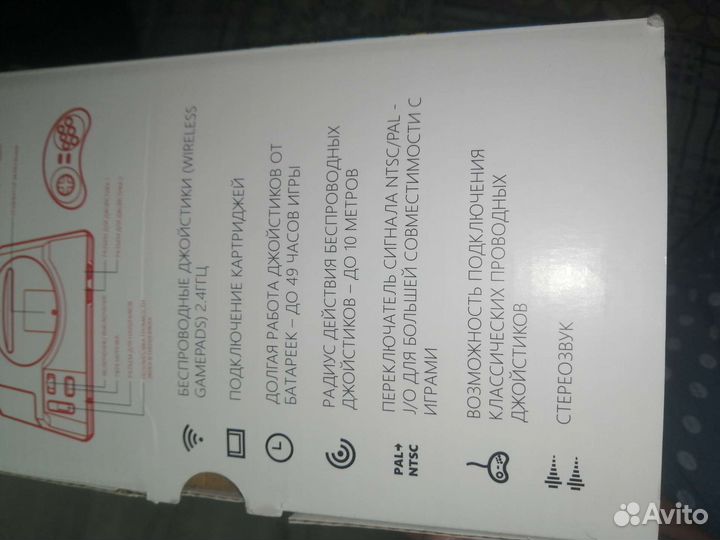 БЕСПРОВОДНЫЕ ДЖОЙСТИКИ (WIRELESS
GAMEPADS) 2.4ГГЦ
ПОДКЛЮЧЕНИЕ КАРТРИДЖЕЙ
ДОЛГАЯ РАБОТА ДЖОЙСТИКОВ ОТ
БАТАРЕЕК – ДО 49 ЧАСОВ ИГРЫ
РАДИУС ДЕЙСТВИЯ БЕСПРОВОДНЫХ
ДЖОЙСТИКОВ – ДО 10 МЕТРОВ
PAL
NTSC
ПЕРЕКЛЮЧАТЕЛЬ СИГНАЛА NTSC/PAL -
J/O ДЛЯ БОЛЬШЕЙ СОВМЕСТИМОСТИ С
ИГРАМИ
ВОЗМОЖНОСТЬ ПОДКЛЮЧЕНИЯ
КЛАССИЧЕСКИХ ПРОВОДНЫХ
ДЖОЙСТИКОВ
СТЕРЕОЗВУК
Avito